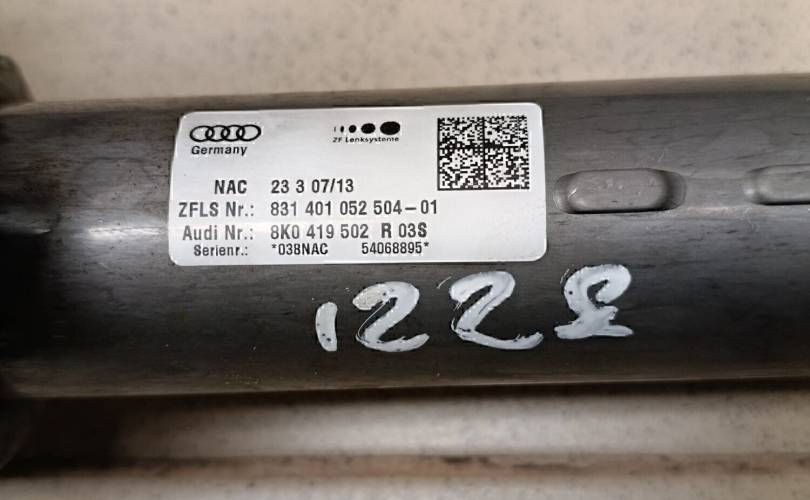 Germany
ZF Lenksysteme
NAC 23 3 07/13
ZFLS Nr.: 831 401 052 504-01
Audi Nr.: 8K0 419 502 R 03S
Serienr.: *038NAC 54068895*